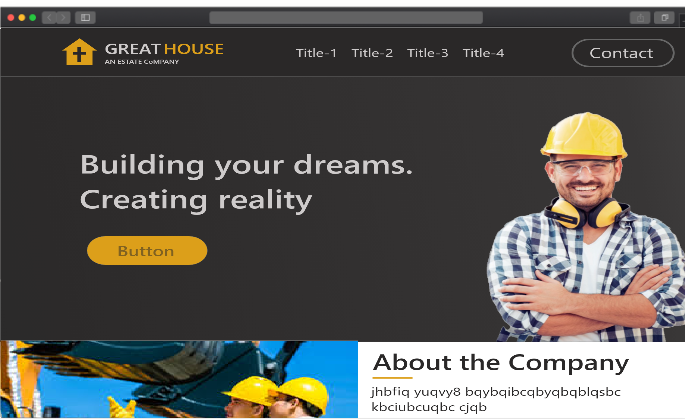 GREAT HOUSE
AN ESTATE CoMPANY
Title-1 Title-2 Title-3 Title-4
Contact
Building your dreams.
Creating reality
Button
About the Company
jhbfiq yuqvy8 bqybqibcqbyqbqblqsbc
kbciubcuqbc cjqb